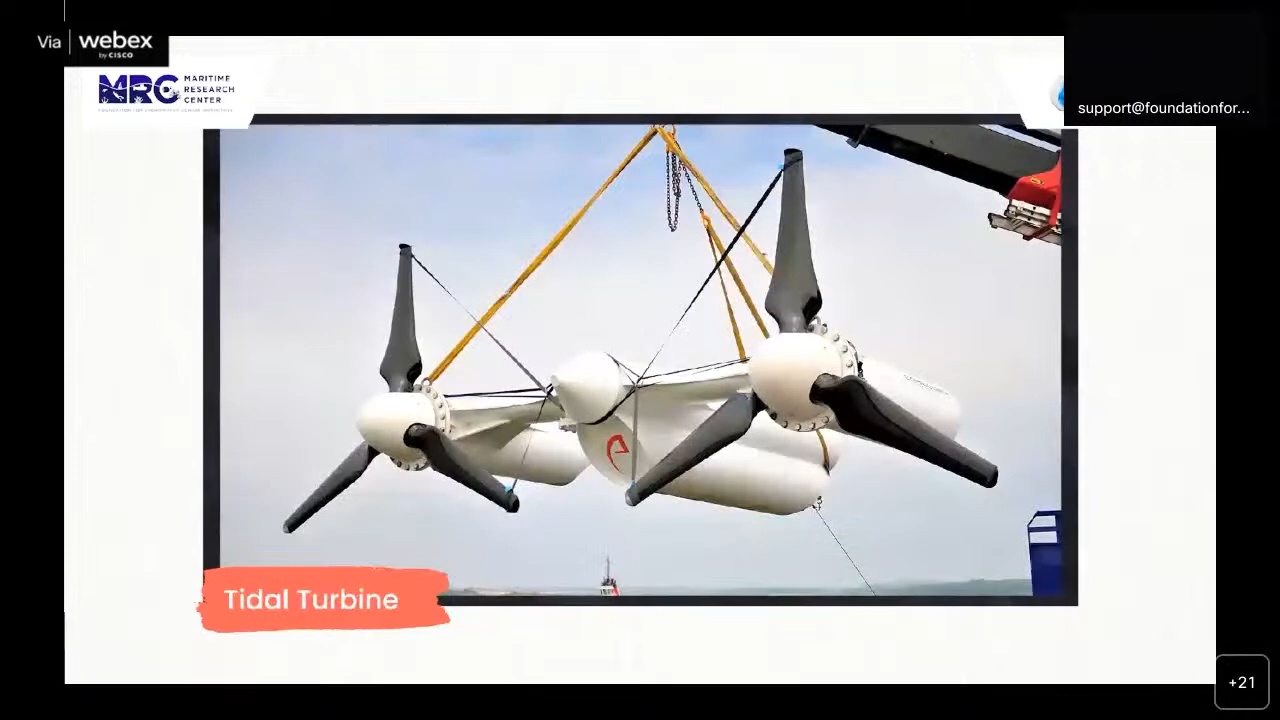 Via webex
by CISCO
MRC MARITIME
RESEARCH
CENTER
support@foundationfor...
Tidal Turbine
+21